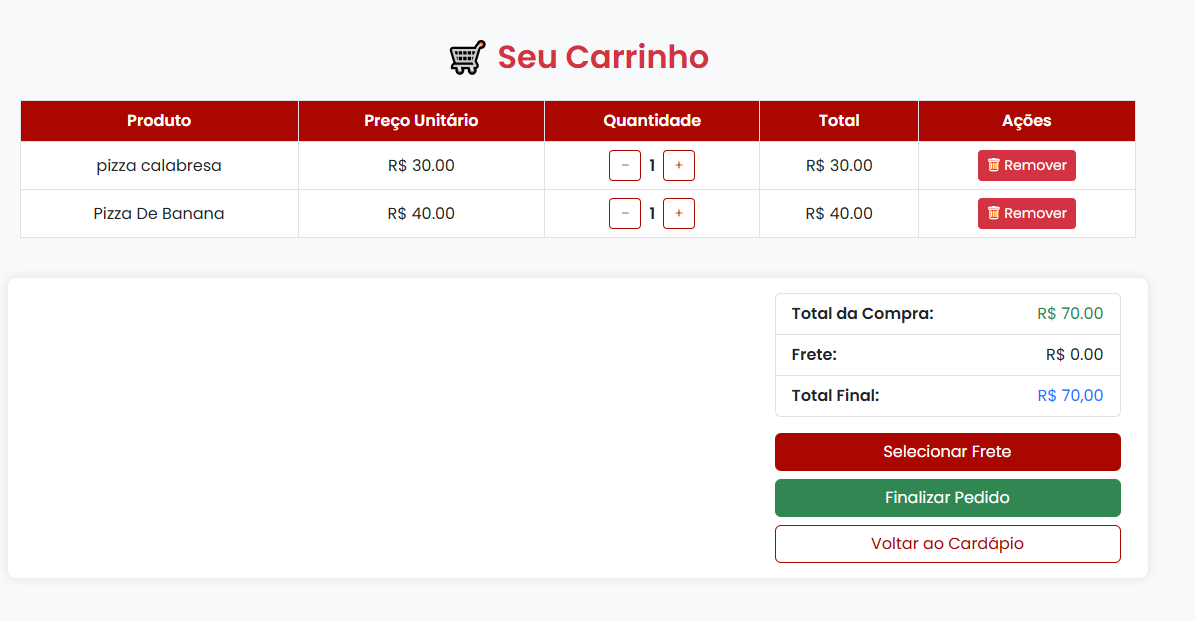 Seu Carrinho
Produto Preço Unitário Quantidade Total Ações
pizza calabresa R$ 30.00 − 1 + R$ 30.00 Remover
Pizza De Banana R$ 40.00 − 1 + R$ 40.00 Remover
Total da Compra: R$ 70.00
Frete: R$ 0.00
Total Final: R$ 70,00
Selecionar Frete
Finalizar Pedido
Voltar ao Cardápio